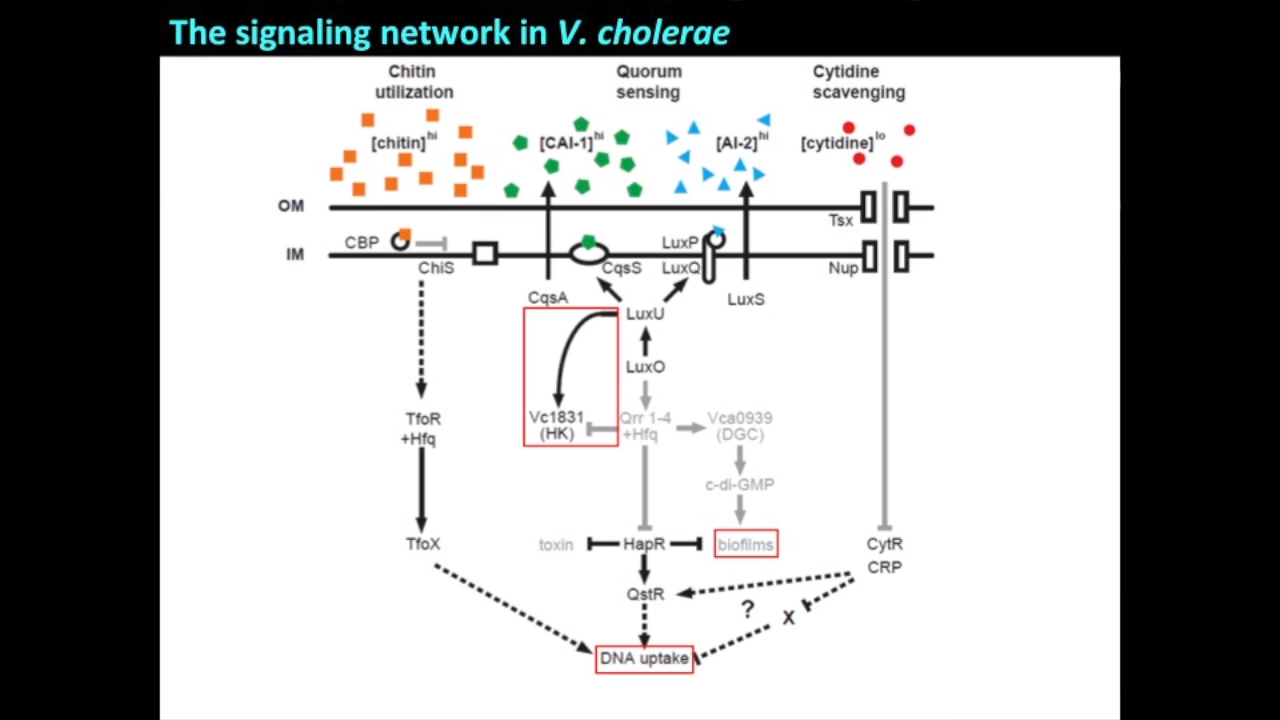 The signaling network in V. cholerae
Chitin
utilization
Quorum
sensing
Cytidine
scavenging
[chitin]hi
[CAI-1]hi
[AI-2]hi
[cytidine]lo
OM
Tsx
CBP
LuxP
IM
ChiS
CqsS
LuxQ
Nup
CqsA
LuxU
LuxS
LuxO
TfoR
+Hfq
Vc1831
(HK)
Qrr 1-4
+Hfq
Vca0939
(DGC)
c-di-GMP
TfoX
toxin
HapR
biofilms
CytR
CRP
QstR
?
X
DNA uptake